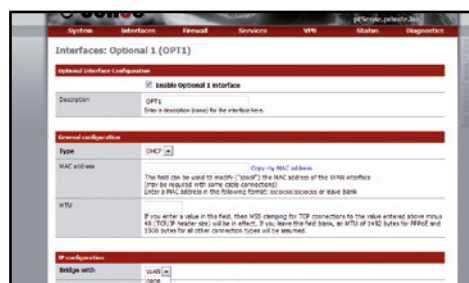 pfSense.private.lan
System Interfaces Firewall Services VPN Status Diagnostics
Interfaces: Optional 1 (OPT1)
Optional Interface Configuration
Enable Optional 1 Interface
Description
OPT1
Enter a description (name) for the interface here.
General configuration
Type
DHCP
MAC address
Copy my MAC address
This field can be used to modify ("spoof") the MAC address of the WAN interface
(may be required with some cable connections)
Enter a MAC address in the following format: xx:xx:xx:xx:xx:xx or leave blank
MTU
If you enter a value in this field, then MSS clamping for TCP connections to the value entered above minus
40 (TCP/IP header size) will be in effect. If you leave this field blank, an MTU of 1492 bytes for PPPoE and
1500 bytes for all other connection types will be assumed.
IP configuration
Bridge with
WAN
none